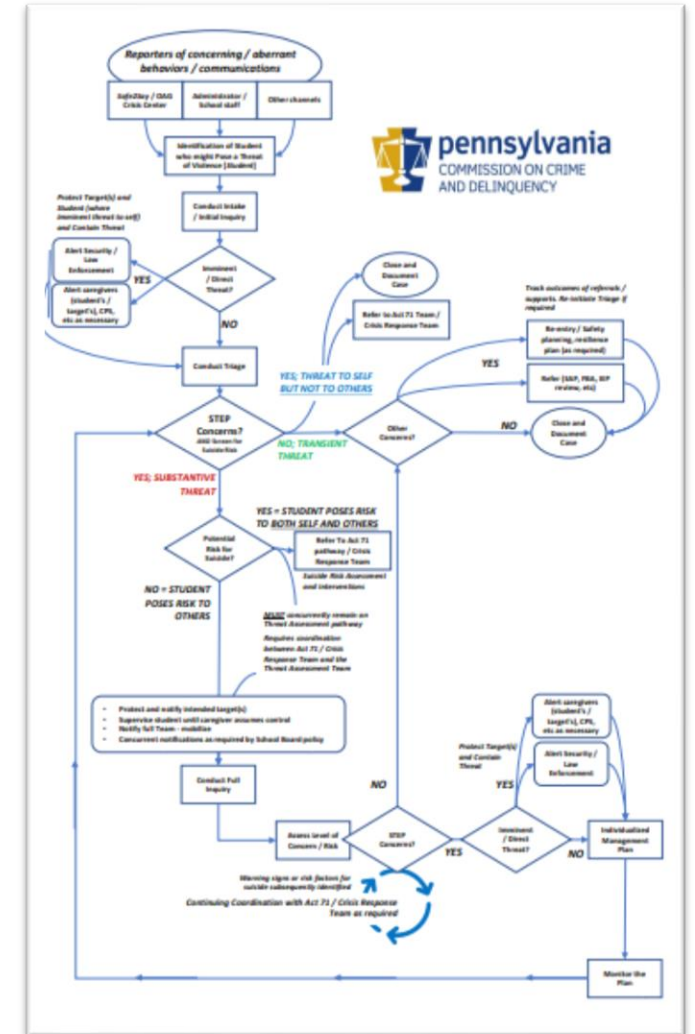 Reporters of concerning / aberrant
behaviors / communications
Safe2Say / OAG
Crisis Center
Administrator /
School staff
Other channels
Identification of Student
who might Pose a Threat
of Violence (Student)
pennsylvania
COMMISSION ON CRIME
AND DELINQUENCY
Conduct Intake
/ Initial Inquiry
Protect Target(s) and
Student (where
imminent threat to self)
and Contain Threat
Alert Security /
Law
Enforcement
Alert caregivers
(student's /
target's), CPS,
etc as necessary
YES
Imminent
/ Direct
Threat?
NO
Conduct Triage
Close and
Document
Case
Refer to Act 71 Team /
Crisis Response Team
YES; THREAT TO SELF
BUT NOT TO OTHERS
Track outcomes of referrals /
supports. Re-initiate Triage if
required
Re-entry / Safety
planning, resilience
plan (as required)
YES
Refer (SAP, FBA, IEP
review, etc)
STEP
Concerns?
AND Screen for
Suicide Risk
NO; TRANSIENT
THREAT
Other
Concerns?
NO
Close and
Document
Case
YES; SUBSTANTIVE
THREAT
YES = STUDENT POSES RISK
TO BOTH SELF AND OTHERS
Potential
Risk for
Suicide?
Refer To Act 71
pathway / Crisis
Response Team
Suicide Risk Assessment
and interventions
NO = STUDENT
POSES RISK TO
OTHERS
MUST concurrently remain on
Threat Assessment pathway
Requires coordination
between Act 71 / Crisis
Response Team and the
Threat Assessment Team
• Protect and notify intended target(s)
• Supervise student until caregiver assumes control
• Notify full Team - mobilize
• Concurrent notifications as required by School Board policy
Conduct Full
Inquiry
Assess Level of
Concern / Risk
NO
STEP
Concerns?
YES
Protect Target(s)
and Contain
Threat
Alert caregivers
(student's /
target's), CPS,
etc as necessary
Alert Security /
Law
Enforcement
YES
Imminent
/ Direct
Threat?
NO
Individualized
Management
Plan
Warning signs or risk factors for
suicide subsequently identified
Continuing Coordination with Act 71 / Crisis Response
Team as required
Monitor the
Plan